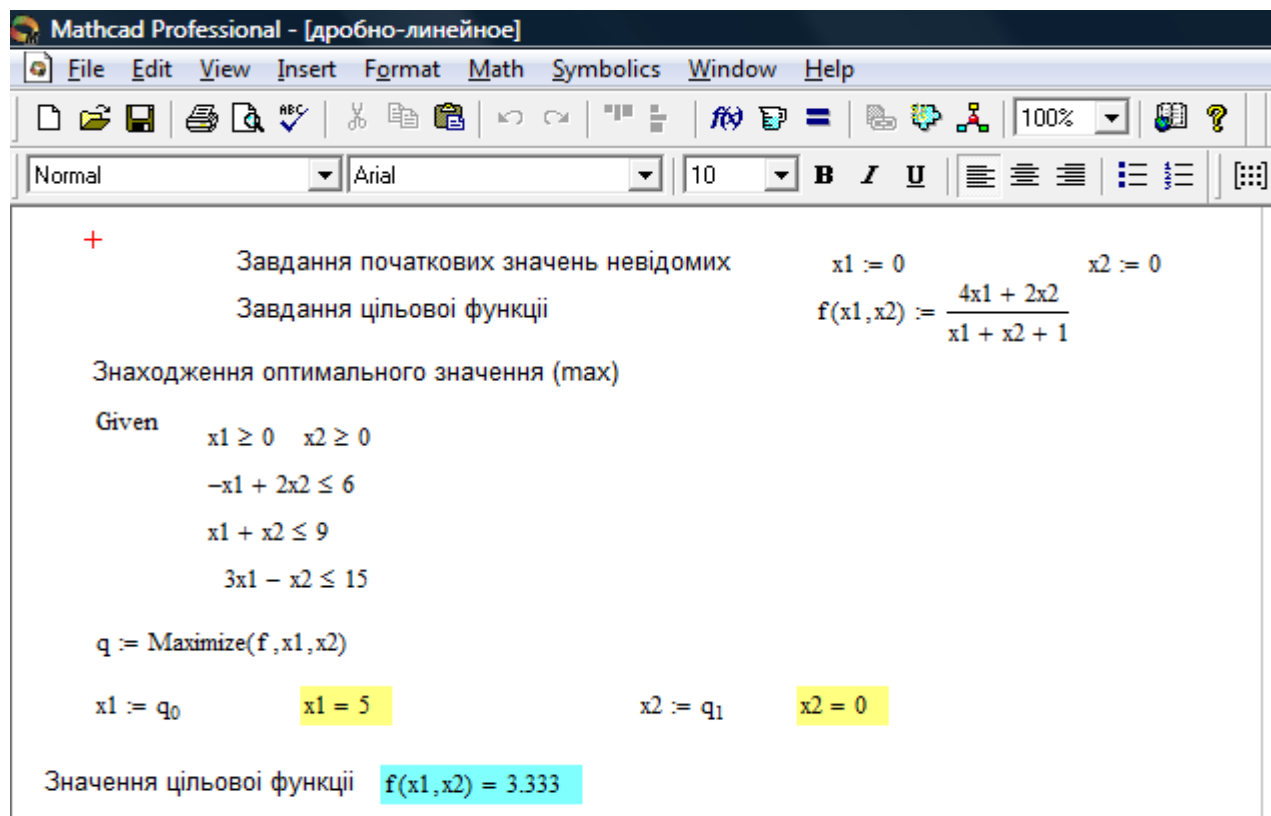 Mathcad Professional - [дробно-линейное]
File Edit View Insert Format Math Symbolics Window Help
100%
Normal Arial 10 B I U
Завдання початкових значень невідомих x1 := 0 x2 := 0
Завдання цільової функції f(x1,x2) := (4x1 + 2x2)/(x1 + x2 + 1)
Знаходження оптимального значення (max)
Given
x1 ≥ 0 x2 ≥ 0
−x1 + 2x2 ≤ 6
x1 + x2 ≤ 9
3x1 − x2 ≤ 15
q := Maximize(f,x1,x2)
x1 := q₀ x1 = 5 x2 := q₁ x2 = 0
Значення цільової функції f(x1,x2) = 3.333